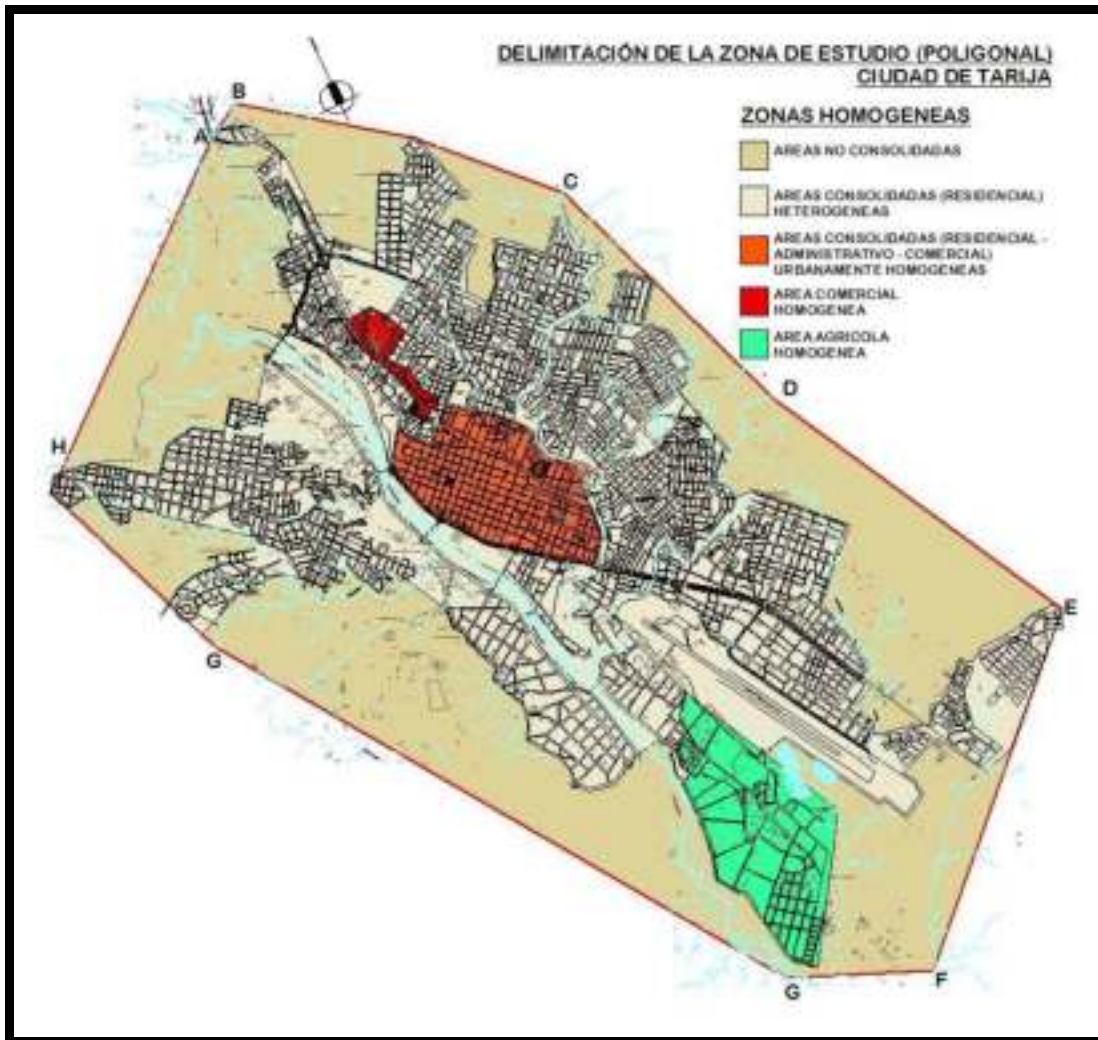 DELIMITACIÓN DE LA ZONA DE ESTUDIO (POLIGONAL)
CIUDAD DE TARIJA
ZONAS HOMOGENEAS
AREAS NO CONSOLIDADAS
AREAS CONSOLIDADAS (RESIDENCIAL)
HETEROGENEAS
AREAS CONSOLIDADAS (RESIDENCIAL -
ADMINISTRATIVO - COMERCIAL)
URBANAMENTE HOMOGENEAS
AREA COMERCIAL
HOMOGENEA
AREA AGRICOLA
HOMOGENEA
B
A
C
D
H
E
G
F
G